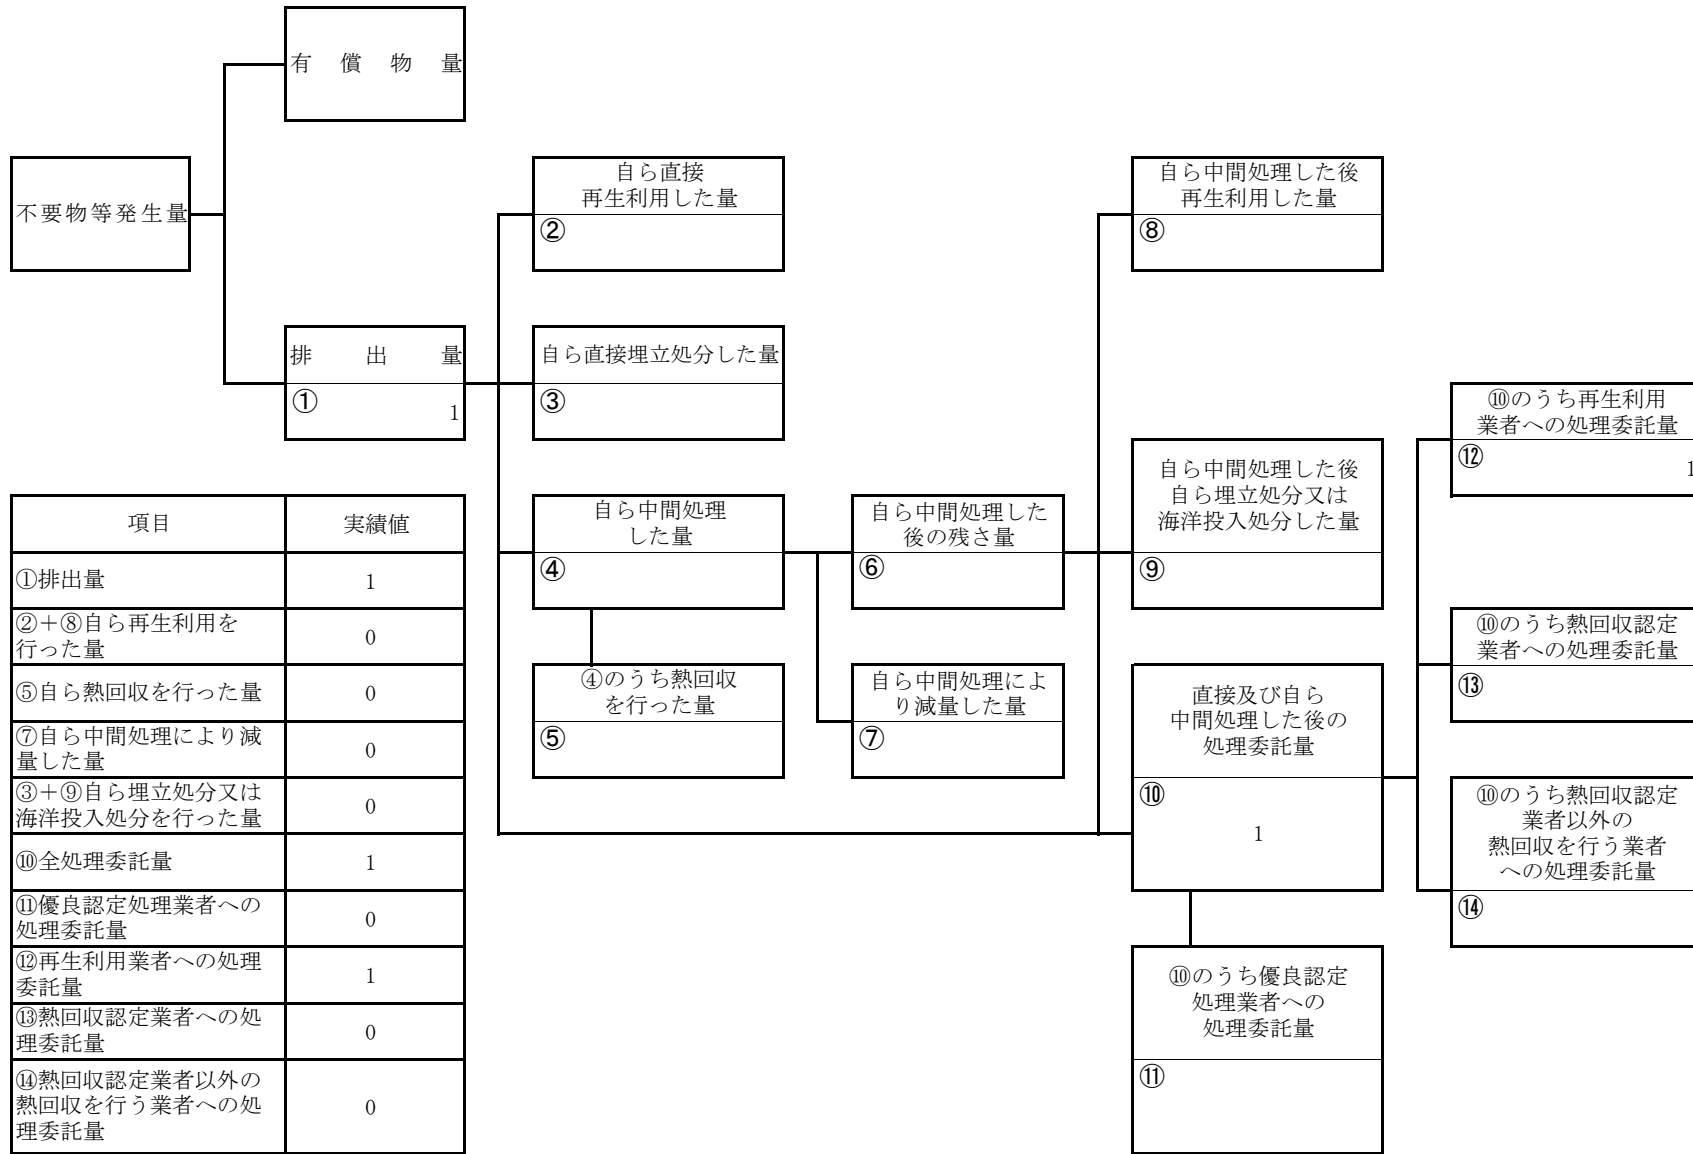 有償物量
不要物等発生量
排出量
①
1
自ら直接
再生利用した量
②
自ら直接埋立処分した量
③
自ら中間処理
した量
④
④のうち熱回収
を行った量
⑤
自ら中間処理した
後の残さ量
⑥
自ら中間処理によ
り減量した量
⑦
自ら中間処理した後
再生利用した量
⑧
自ら中間処理した後
自ら埋立処分又は
海洋投入処分した量
⑨
直接及び自ら
中間処理した後の
処理委託量
⑩
1
⑩のうち優良認定
処理業者への
処理委託量
⑪
⑩のうち再生利用
業者への処理委託量
⑫
1
⑩のうち熱回収認定
業者への処理委託量
⑬
⑩のうち熱回収認定
業者以外の
熱回収を行う業者
への処理委託量
⑭
項目 実績値
①排出量 1
②＋⑧自ら再生利用を
行った量 0
⑤自ら熱回収を行った量 0
⑦自ら中間処理により減
量した量 0
③＋⑨自ら埋立処分又は
海洋投入処分を行った量 0
⑩全処理委託量 1
⑪優良認定処理業者への
処理委託量 0
⑫再生利用業者への処理
委託量 1
⑬熱回収認定業者への処
理委託量 0
⑭熱回収認定業者以外の
熱回収を行う業者への処 0
理委託量